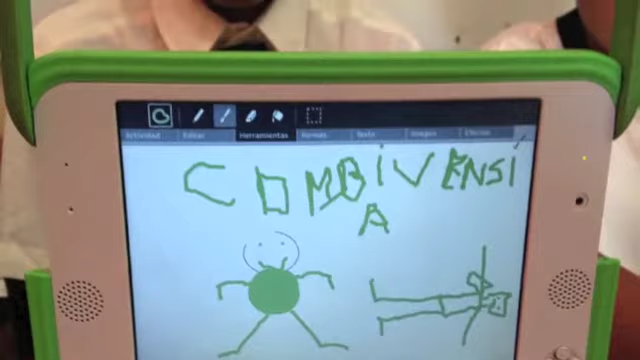 Actividad Editar Herramientas Formas Texto Imagen Efectos
COMBIVENSI
A